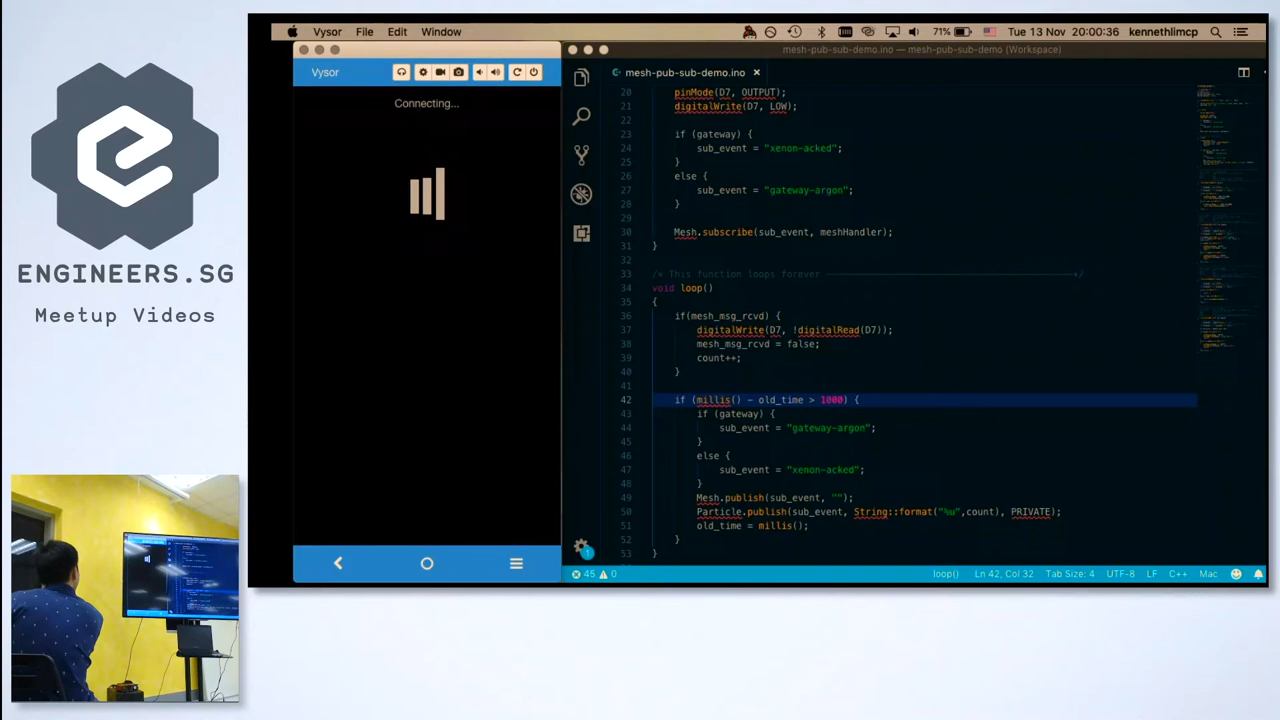 ENGINEERS.SG
Meetup Videos
Vysor File Edit Window
71% Tue 13 Nov 20:00:36 kennethlimcp
Vysor
Connecting...
mesh-pub-sub-demo.ino — mesh-pub-sub-demo (Workspace)
mesh-pub-sub-demo.ino
20 pinMode(D7, OUTPUT);
21 digitalWrite(D7, LOW);
22
23 if (gateway) {
24 sub_event = "xenon-acked";
25 }
26 else {
27 sub_event = "gateway-argon";
28 }
29
30 Mesh.subscribe(sub_event, meshHandler);
31 }
32
33 /* This function loops forever ------------------------------------------------*/
34 void loop()
35 {
36 if(mesh_msg_rcvd) {
37 digitalWrite(D7, !digitalRead(D7));
38 mesh_msg_rcvd = false;
39 count++;
40 }
41
42 if (millis() - old_time > 1000) {
43 if (gateway) {
44 sub_event = "gateway-argon";
45 }
46 else {
47 sub_event = "xenon-acked";
48 }
49 Mesh.publish(sub_event, "");
50 Particle.publish(sub_event, String::format("%u",count), PRIVATE);
51 old_time = millis();
52 }
53 }
1
45 0 loop() Ln 42, Col 32 Tab Size: 4 UTF-8 LF C++ Mac